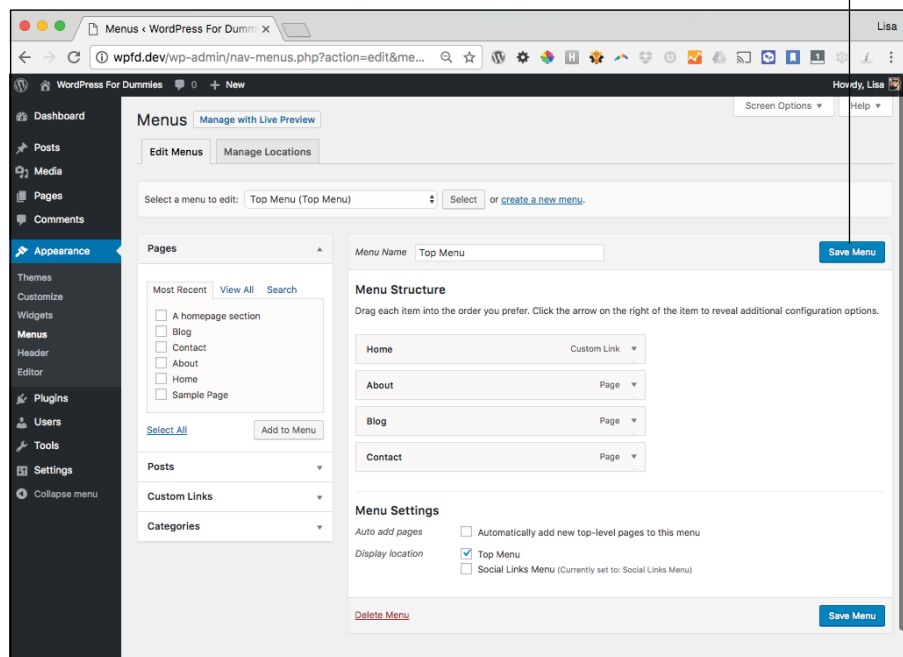 Menus ‹ WordPress For Dumm
Lisa
wpfd.dev/wp-admin/nav-menus.php?action=edit&me...
WordPress For Dummies 0 + New
Howdy, Lisa
Dashboard
Posts
Media
Pages
Comments
Appearance
Themes
Customize
Widgets
Menus
Header
Editor
Plugins
Users
Tools
Settings
Collapse menu
Screen Options Help
Menus Manage with Live Preview
Edit Menus Manage Locations
Select a menu to edit: Top Menu (Top Menu) Select or create a new menu.
Pages
Most Recent View All Search
A homepage section
Blog
Contact
About
Home
Sample Page
Select All Add to Menu
Posts
Custom Links
Categories
Menu Name Top Menu Save Menu
Menu Structure
Drag each item into the order you prefer. Click the arrow on the right of the item to reveal additional configuration options.
Home Custom Link
About Page
Blog Page
Contact Page
Menu Settings
Auto add pages Automatically add new top-level pages to this menu
Display location Top Menu
Social Links Menu (Currently set to: Social Links Menu)
Delete Menu Save Menu